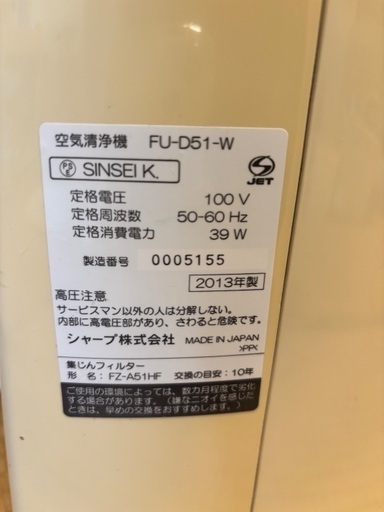 空気清浄機 FU-D51-W
PS SINSEI K. JET
定格電圧 100 V
定格周波数 50-60 Hz
定格消費電力 39 W
製造番号 0005155
2013年製
高圧注意
サービスマン以外の人は分解しない。
内部に高電圧部があり、さわると危険です。
シャープ株式会社 MADE IN JAPAN
>PP<
集じんフィルター
形 名：FZ-A51HF 交換の目安：10年
ご使用の環境によっては、数カ月程度で劣化
する場合があります。（嫌なニオイを感じた
ときは、早めの交換をおすすめします）